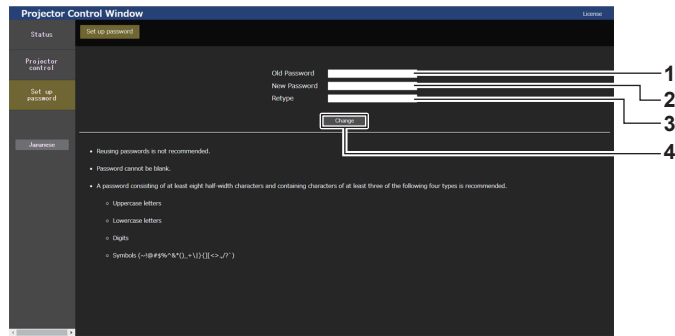 Projector Control Window
License
Status
Set up password
Projector
control
Set up
password
Japanese
Old Password
New Password
Retype
Change
1
2
3
4
• Reusing passwords is not recommended.
• Password cannot be blank.
• A password consisting of at least eight half-width characters and containing characters of at least three of the following four types is recommended.
○ Uppercase letters
○ Lowercase letters
○ Digits